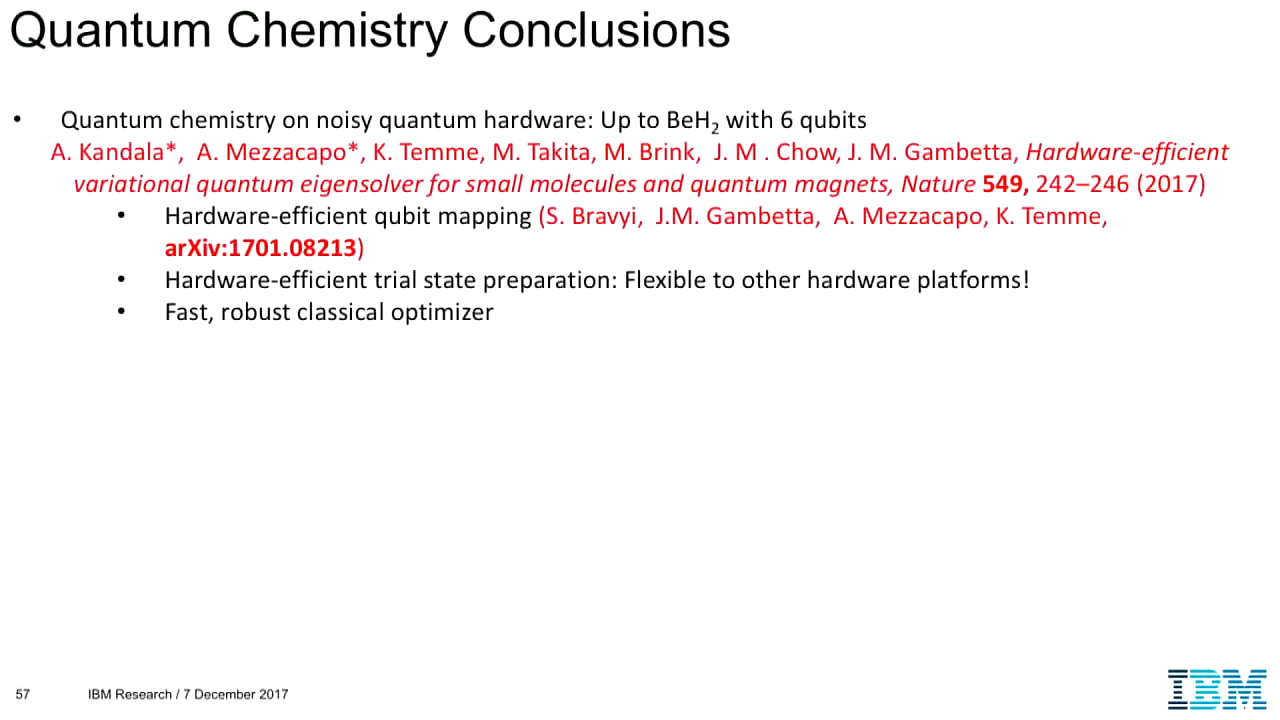 Quantum Chemistry Conclusions
• Quantum chemistry on noisy quantum hardware: Up to BeH₂ with 6 qubits
A. Kandala*, A. Mezzacapo*, K. Temme, M. Takita, M. Brink, J. M . Chow, J. M. Gambetta, Hardware-efficient
variational quantum eigensolver for small molecules and quantum magnets, Nature 549, 242–246 (2017)
• Hardware-efficient qubit mapping (S. Bravyi, J.M. Gambetta, A. Mezzacapo, K. Temme,
arXiv:1701.08213)
• Hardware-efficient trial state preparation: Flexible to other hardware platforms!
• Fast, robust classical optimizer
57 IBM Research / 7 December 2017
IBM